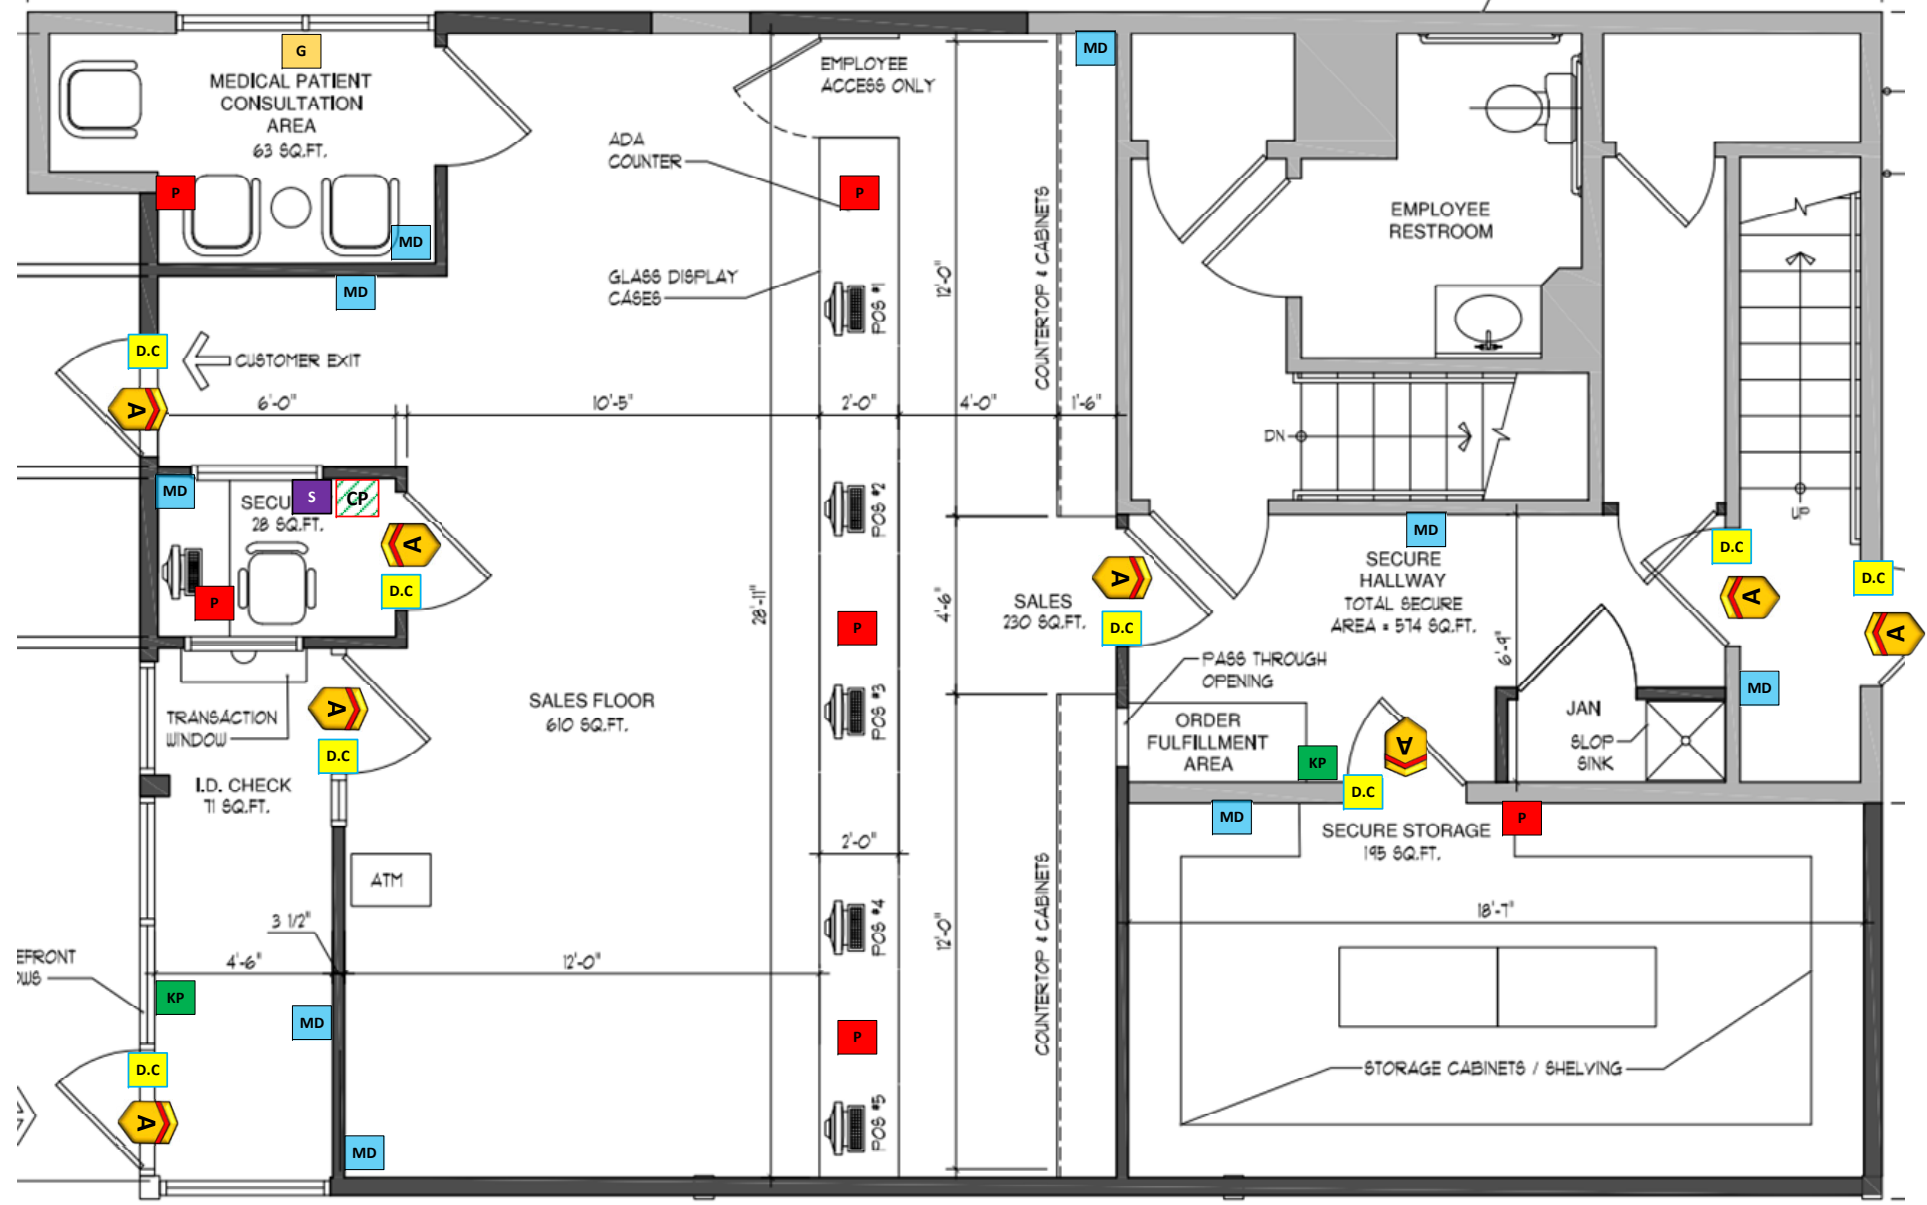 G
MEDICAL PATIENT
CONSULTATION
AREA
63 SQ.FT.
P
MD
MD
EMPLOYEE
ACCESS ONLY
MD
ADA
COUNTER
P
GLASS DISPLAY
CASES
POS #1
12'-0"
COUNTERTOP & CABINETS
EMPLOYEE
RESTROOM
D.C
CUSTOMER EXIT
A
6'-0"
10'-5"
2'-0"
4'-0"
1'-6"
DN
MD
S
CP
SECU
28 SQ.FT.
A
D.C
P
POS #2
28'-11"
4'-6"
SALES
230 SQ.FT.
A
D.C
MD
SECURE
HALLWAY
TOTAL SECURE
AREA = 574 SQ.FT.
6'-4"
UP
D.C
A
D.C
A
MD
P
POS #3
SALES FLOOR
610 SQ.FT.
PASS THROUGH
OPENING
ORDER
FULFILLMENT
AREA
KP
A
D.C
JAN
SLOP
SINK
TRANSACTION
WINDOW
A
D.C
I.D. CHECK
71 SQ.FT.
ATM
3 1/2"
2'-0"
MD
SECURE STORAGE
195 SQ.FT.
P
18'-7"
EFRONT
OWS
4'-6"
12'-0"
POS #4
12'-0"
COUNTERTOP & CABINETS
KP
MD
P
D.C
A
MD
POS #5
STORAGE CABINETS / SHELVING